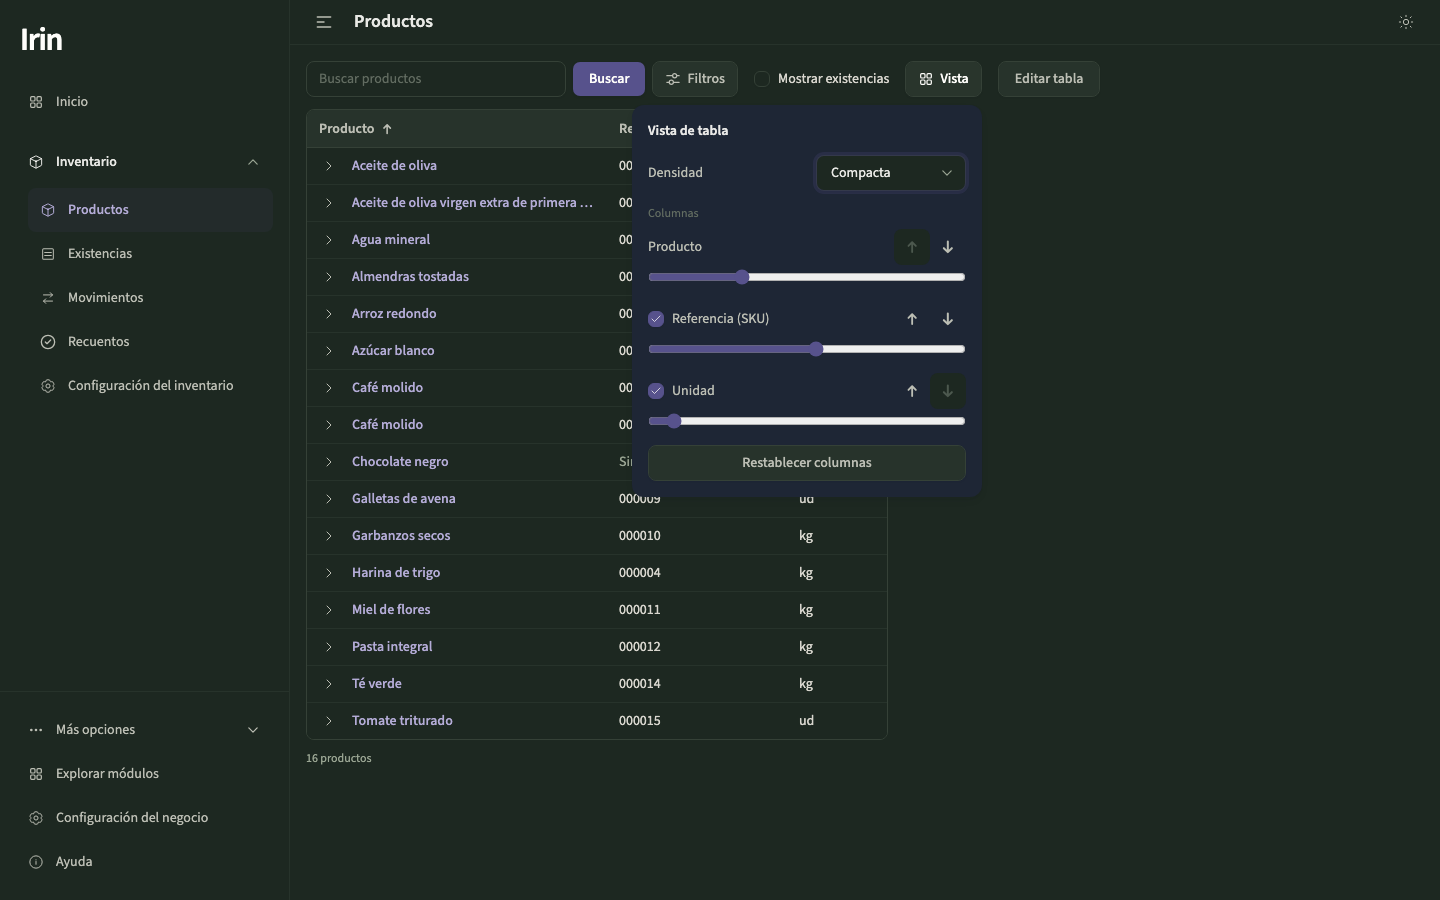 Irin
Productos
Buscar productos
Buscar
Filtros
Mostrar existencias
Vista
Editar tabla
Inicio
Inventario
Productos
Existencias
Movimientos
Recuentos
Configuración del inventario
Más opciones
Explorar módulos
Configuración del negocio
Ayuda
Producto
Aceite de oliva
Aceite de oliva virgen extra de primera …
Agua mineral
Almendras tostadas
Arroz redondo
Azúcar blanco
Café molido
Café molido
Chocolate negro
Galletas de avena 000009 ud
Garbanzos secos 000010 kg
Harina de trigo 000004 kg
Miel de flores 000011 kg
Pasta integral 000012 kg
Té verde 000014 kg
Tomate triturado 000015 ud
16 productos
Vista de tabla
Densidad Compacta
Columnas
Producto
Referencia (SKU)
Unidad
Restablecer columnas